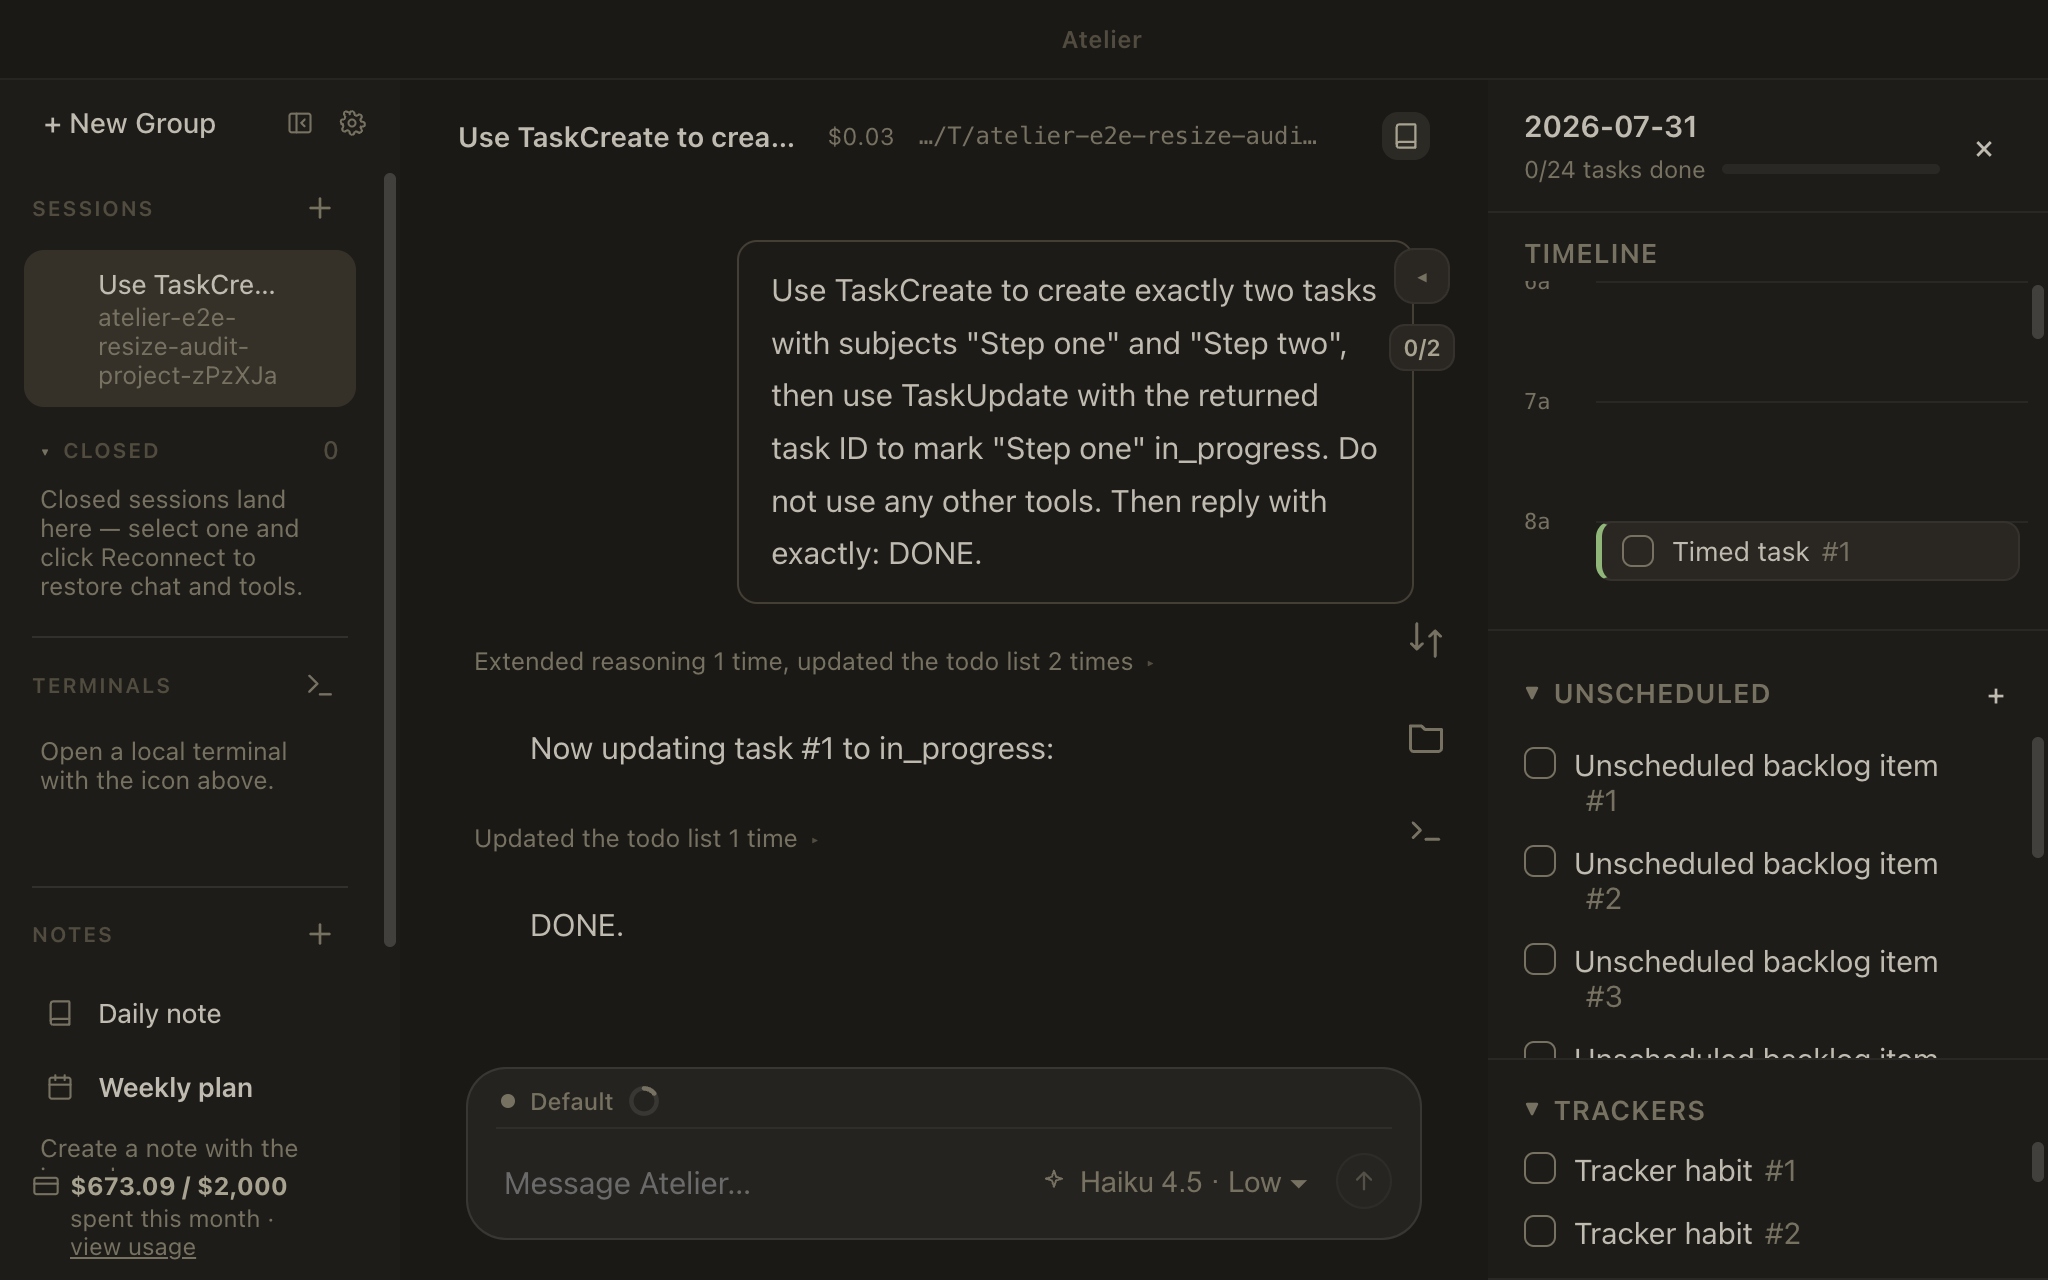 Atelier
+ New Group
SESSIONS
Use TaskCre...
atelier-e2e-
resize-audit-
project-zPzXJa
CLOSED 0
Closed sessions land
here — select one and
click Reconnect to
restore chat and tools.
TERMINALS
Open a local terminal
with the icon above.
NOTES
Daily note
Weekly plan
Create a note with the
$673.09 / $2,000
spent this month ·
view usage
Use TaskCreate to crea... $0.03 …/T/atelier-e2e-resize-audi…
Use TaskCreate to create exactly two tasks
with subjects "Step one" and "Step two",
then use TaskUpdate with the returned
task ID to mark "Step one" in_progress. Do
not use any other tools. Then reply with
exactly: DONE.
0/2
Extended reasoning 1 time, updated the todo list 2 times
Now updating task #1 to in_progress:
Updated the todo list 1 time
DONE.
Default
Message Atelier...
Haiku 4.5 · Low
2026-07-31
0/24 tasks done
TIMELINE
7a
8a
Timed task #1
UNSCHEDULED +
Unscheduled backlog item
#1
Unscheduled backlog item
#2
Unscheduled backlog item
#3
Unscheduled backlog item
TRACKERS
Tracker habit #1
Tracker habit #2